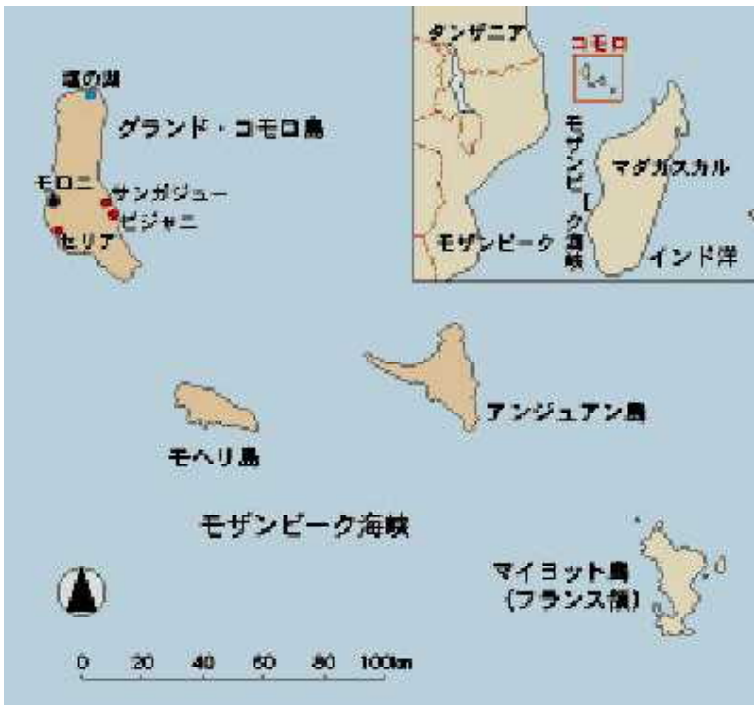 塩の湖
グランド・コモロ島
モロニ
サンガジュー
ピジャニ
セリア
タンザニア
コモロ
モザンビーク海峡
マダガスカル
モザンビーク
インド洋
アンジュアン島
モヘリ島
モザンビーク海峡
マイヨット島
(フランス領)
0 20 40 60 80 100km